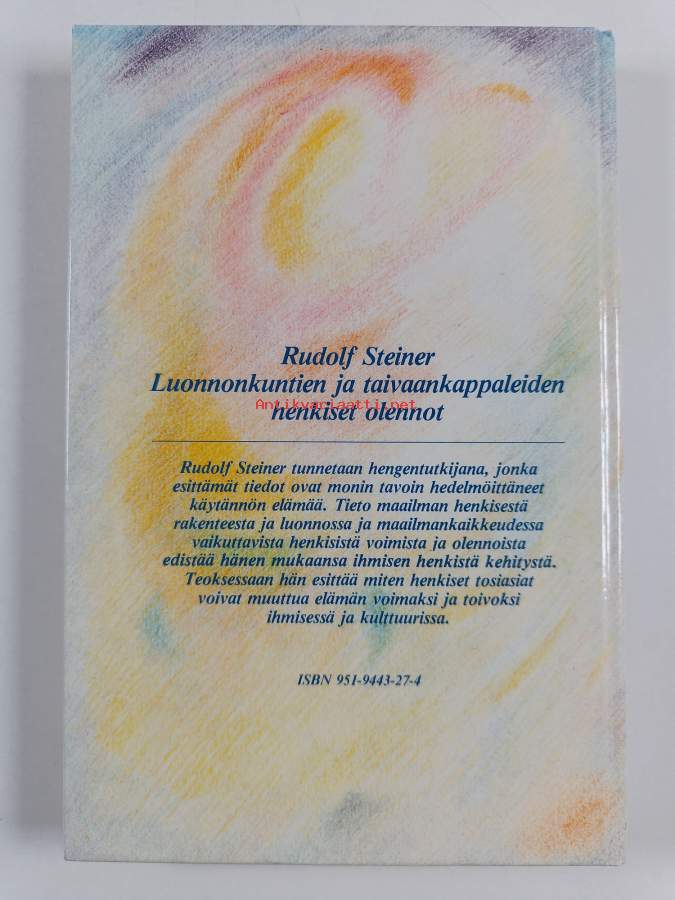 Rudolf Steiner
Luonnonkuntien ja taivaankappaleiden
Antikvariaatti.net
henkiset olennot
Rudolf Steiner tunnetaan hengentutkijana, jonka
esittämät tiedot ovat monin tavoin hedelmöittäneet
käytännön elämää. Tieto maailman henkisestä
rakenteesta ja luonnossa ja maailmankaikkeudessa
vaikuttavista henkisistä voimista ja olennoista
edistää hänen mukaansa ihmisen henkistä kehitystä.
Teoksessaan hän esittää miten henkiset tosiasiat
voivat muuttua elämän voimaksi ja toivoksi
ihmisessä ja kulttuurissa.
ISBN 951-9443-27-4